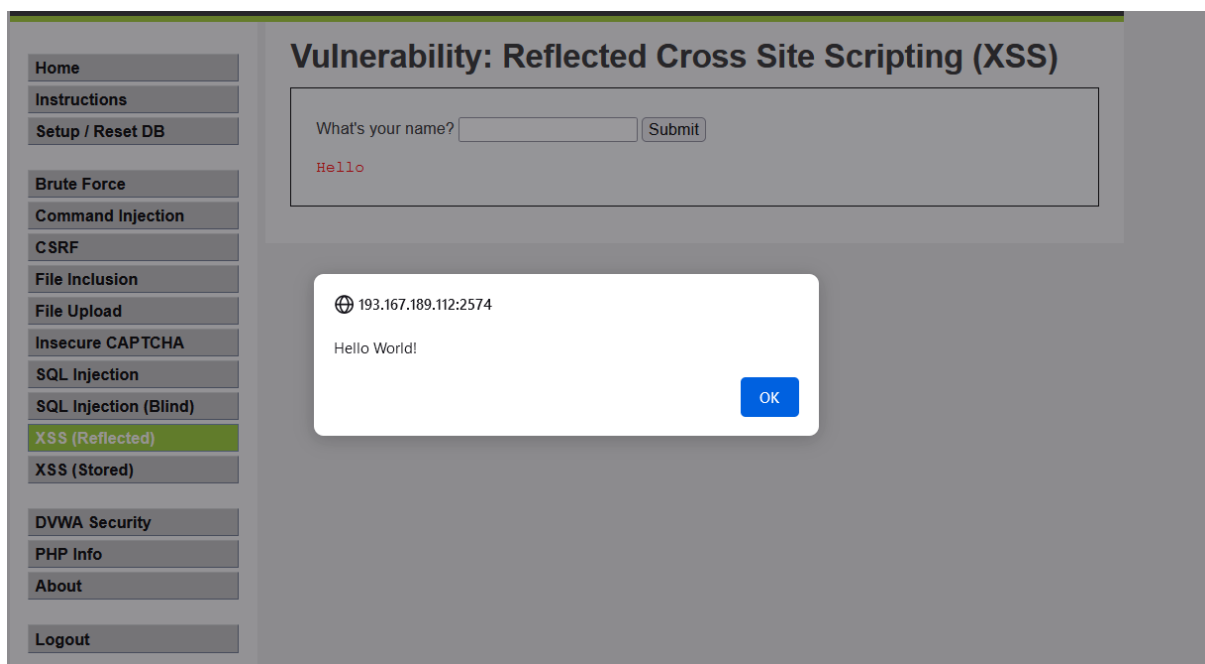 Home
Instructions
Setup / Reset DB
Brute Force
Command Injection
CSRF
File Inclusion
File Upload
Insecure CAPTCHA
SQL Injection
SQL Injection (Blind)
XSS (Reflected)
XSS (Stored)
DVWA Security
PHP Info
About
Logout
Vulnerability: Reflected Cross Site Scripting (XSS)
What's your name? Submit
Hello
193.167.189.112:2574
Hello World!
OK